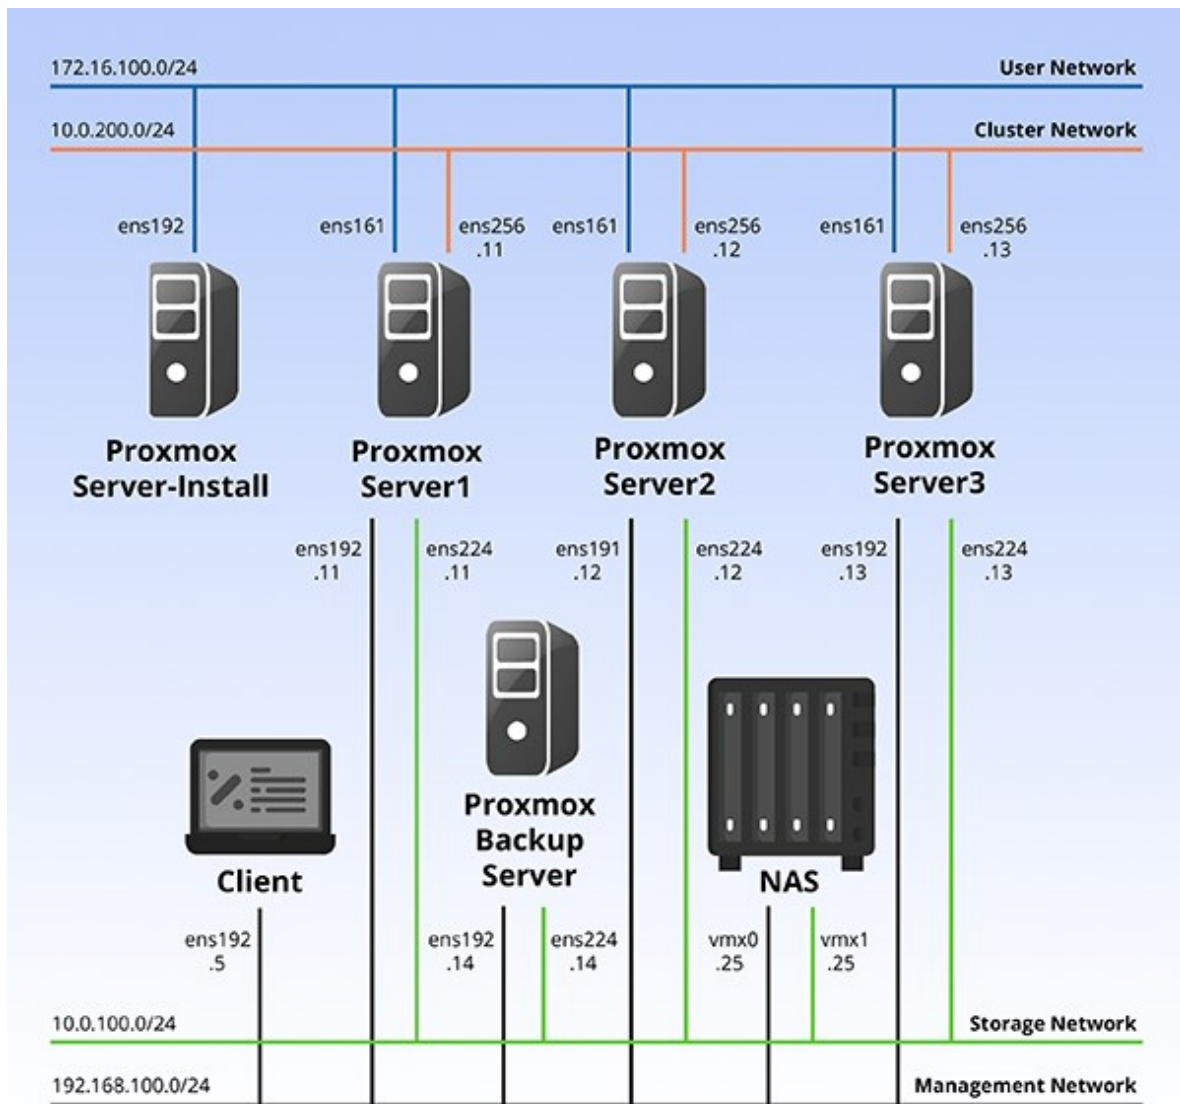 172.16.100.0/24 User Network
10.0.200.0/24 Cluster Network
ens192 ens161 ens256 ens161 ens256 ens161 ens256
.11 .12 .13
Proxmox Proxmox Proxmox Proxmox
Server-Install Server1 Server2 Server3
ens192 ens224 ens191 ens224 ens192 ens224
.11 .11 .12 .12 .13 .13
Proxmox
Backup
Server
Client NAS
ens192 ens192 ens224 vmx0 vmx1
.5 .14 .14 .25 .25
10.0.100.0/24 Storage Network
192.168.100.0/24 Management Network